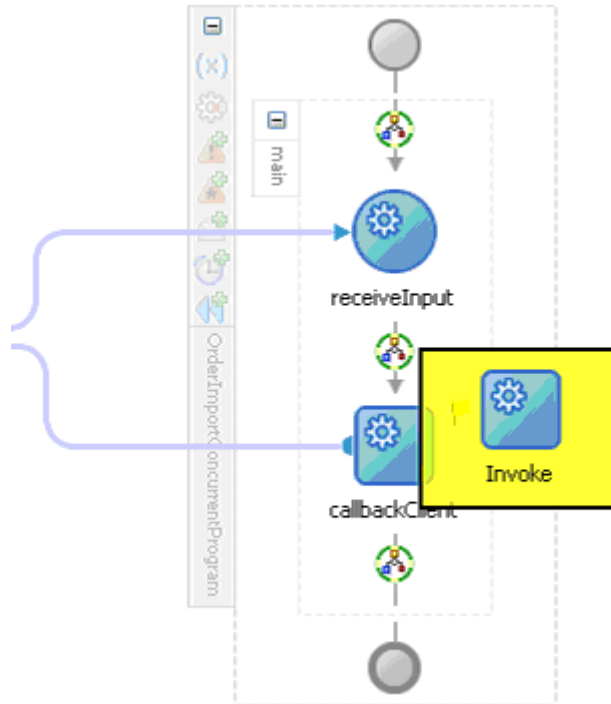 (x)
main
receiveInput
OrderImportConcurrentProgram
Invoke
callbackClient